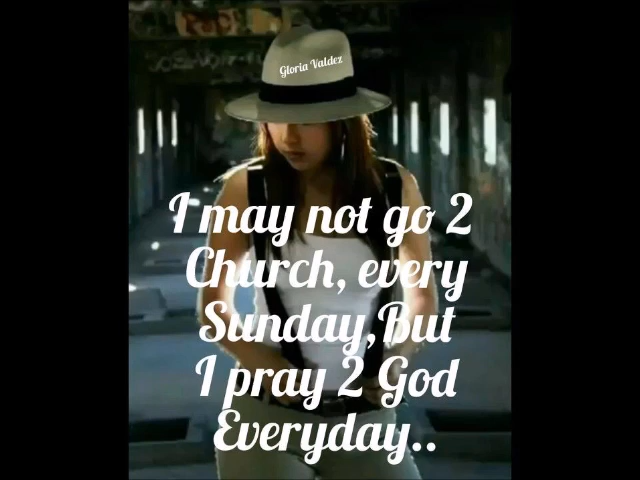 Gloria Valdez
I may not go 2
Church, every
Sunday,But
I pray 2 God
Everyday..